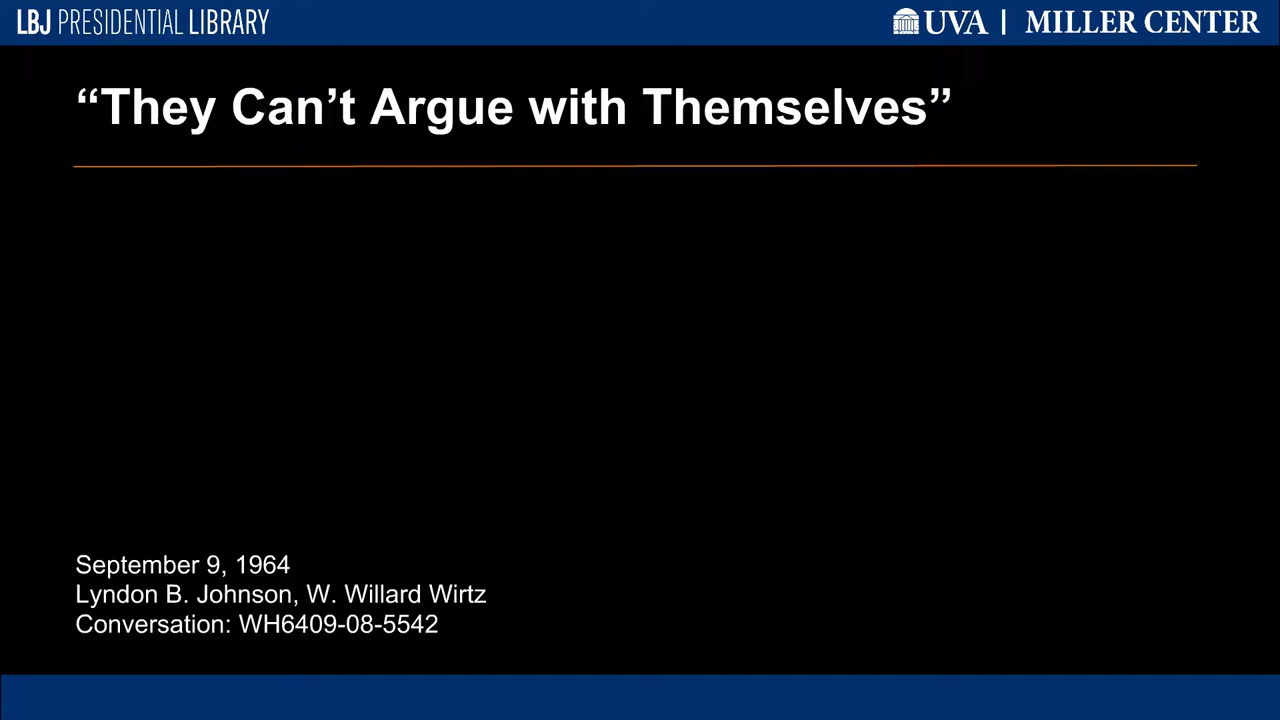 LBJ PRESIDENTIAL LIBRARY
UVA | MILLER CENTER
“They Can’t Argue with Themselves”
September 9, 1964
Lyndon B. Johnson, W. Willard Wirtz
Conversation: WH6409-08-5542